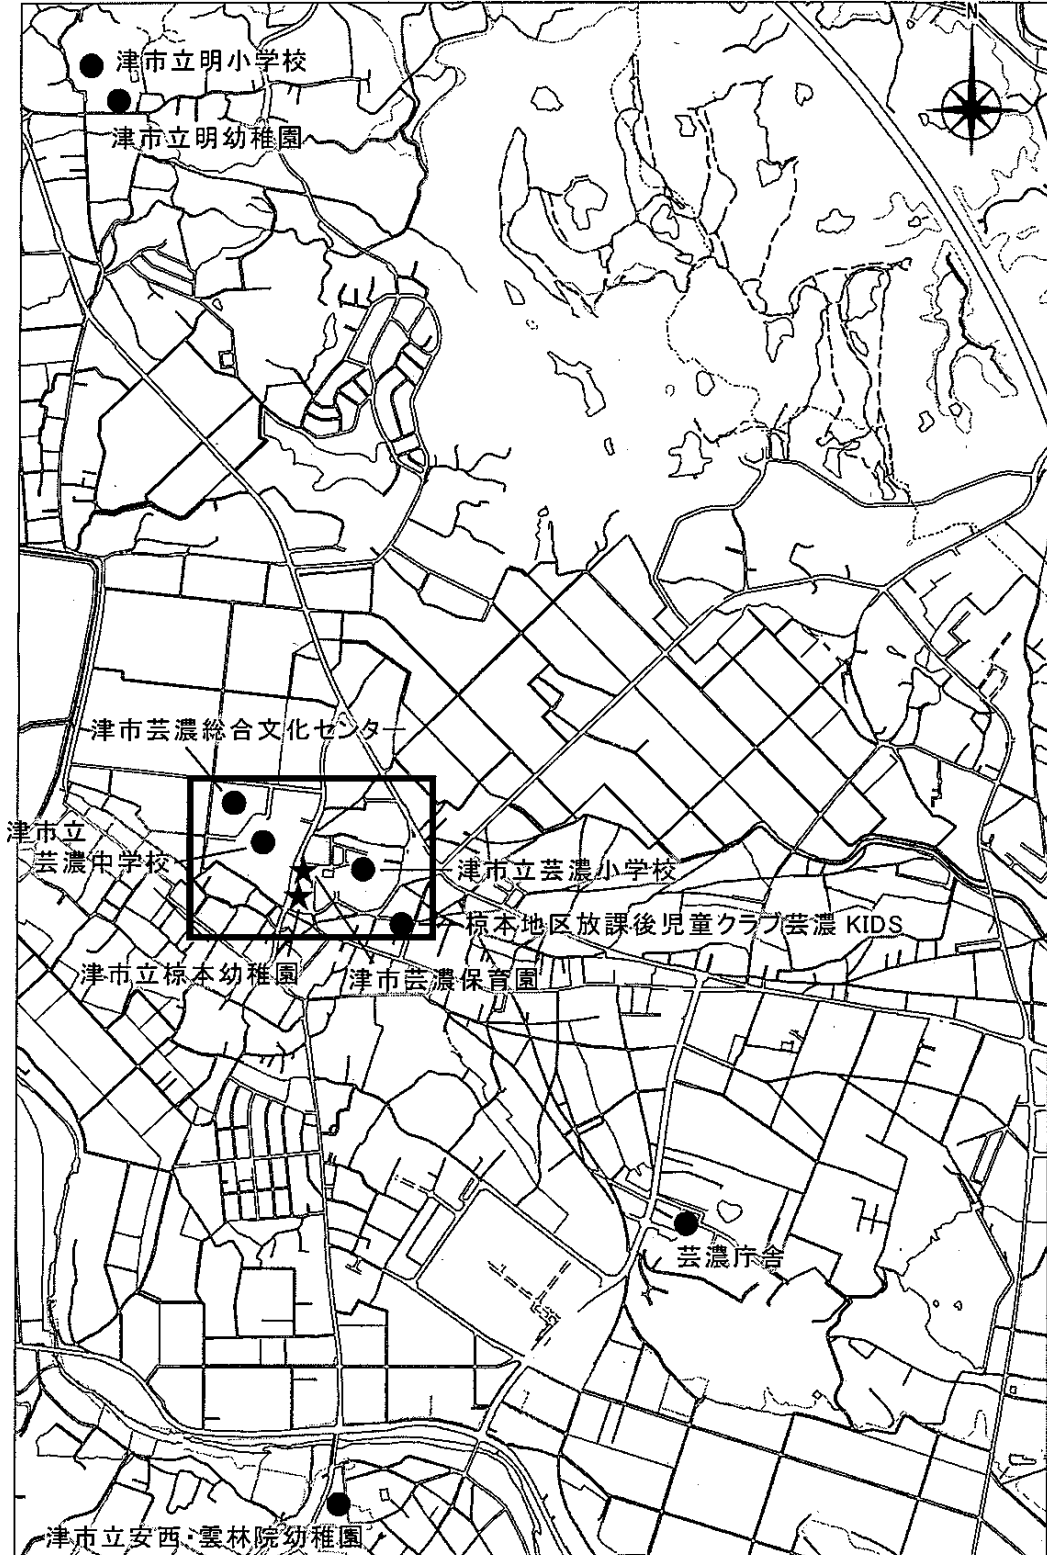 N
津市立明小学校
津市立明幼稚園
津市芸濃総合文化センター
津市立
芸濃中学校
津市立芸濃小学校
椋本地区放課後児童クラブ芸濃 KIDS
津市立椋本幼稚園
津市芸濃保育園
芸濃庁舎
津市立安西・雲林院幼稚園